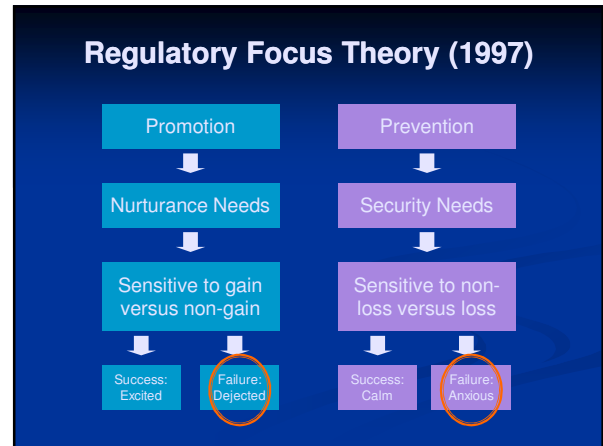 Regulatory Focus Theory (1997)
Promotion
Prevention
Nurturance Needs
Security Needs
Sensitive to gain
versus non-gain
Sensitive to non-
loss versus loss
Success:
Excited
Failure:
Dejected
Success:
Calm
Failure:
Anxious